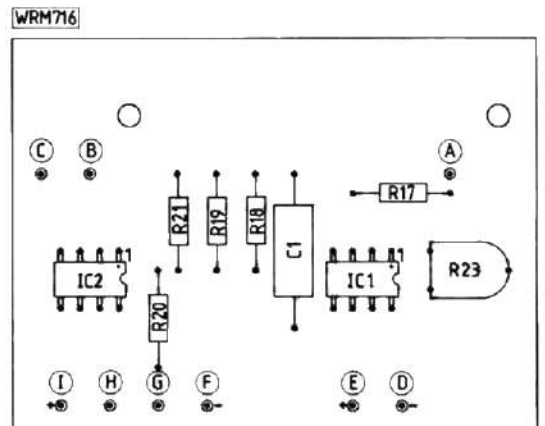 WRM716
C B A
R17
R21 R19 R18 C1
1 1
IC2 IC1 R23
R20
I H G F E D
+ - + -